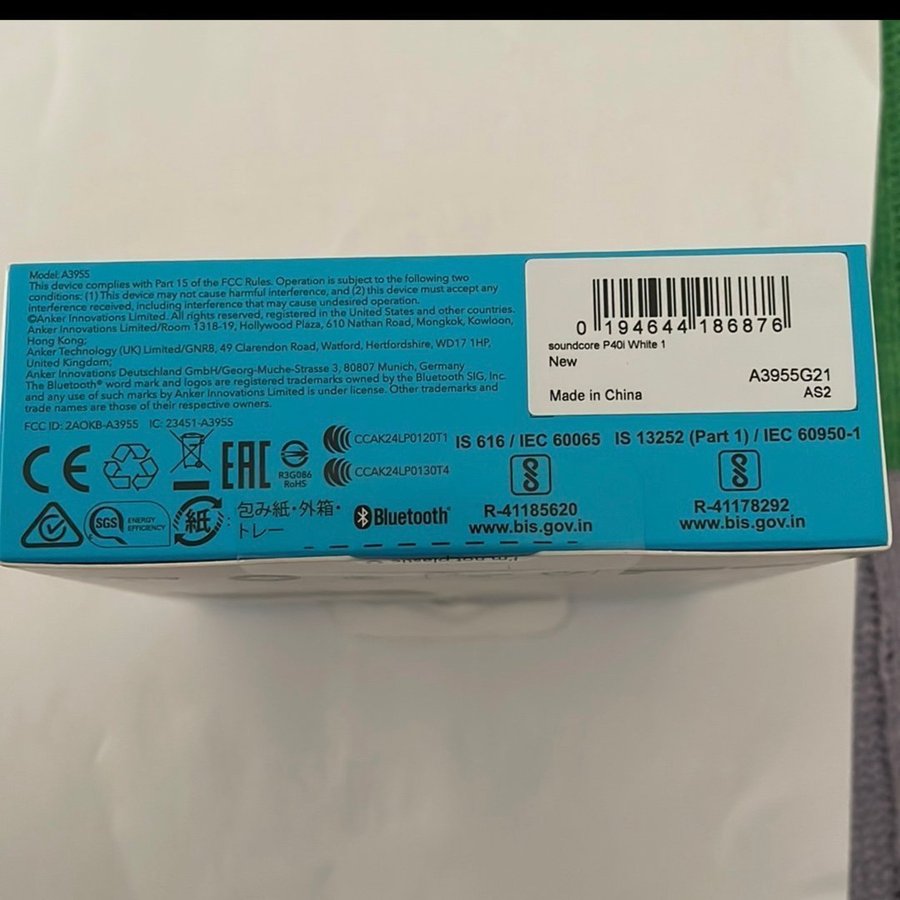 Model: A3955
This device complies with Part 15 of the FCC Rules. Operation is subject to the following two
conditions: (1) This device may not cause harmful interference, and (2) this device must accept any
interference received, including interference that may cause undesired operation.
©Anker Innovations Limited. All rights reserved, registered in the United States and other countries.
Anker Innovations Limited/Room 1318-19, Hollywood Plaza, 610 Nathan Road, Mongkok, Kowloon,
Hong Kong;
Anker Technology (UK) Limited/GNR8, 49 Clarendon Road, Watford, Hertfordshire, WD17 1HP,
United Kingdom;
Anker Innovations Deutschland GmbH/Georg-Muche-Strasse 3, 80807 Munich, Germany
The Bluetooth® word mark and logos are registered trademarks owned by the Bluetooth SIG, Inc.
and any use of such marks by Anker Innovations Limited is under license. Other trademarks and
trade names are those of their respective owners.
FCC ID: 2AOKB-A3955 IC: 23451-A3955
0 194644 186876
soundcore P40i White 1
New
A3955G21
Made in China
AS2
CE
20
PAP
EAC
R3G086
RoHS
CCAK24LP0120T1
CCAK24LP0130T4
IS 616 / IEC 60065 IS 13252 (Part 1) / IEC 60950-1
R-41185620
www.bis.gov.in
R-41178292
www.bis.gov.in
SGS ENERGY
EFFICIENCY
紙 : 包み紙・外箱・
トレー
Bluetooth®